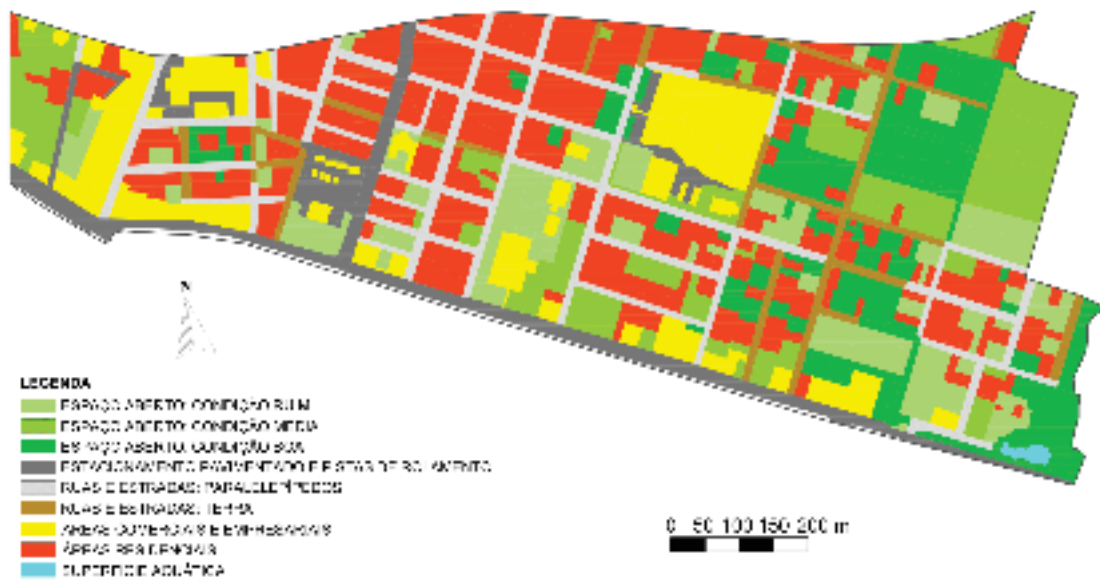 N
LEGENDA
ESPAÇO ABERTO: CONDIÇÃO RUIM
ESPAÇO ABERTO: CONDIÇÃO MÉDIA
ESPAÇO ABERTO: CONDIÇÃO BOA
ESTACIONAMENTO PAVIMENTADO E PISTAS DE ROLAMENTO
RUAS E ESTRADAS: PARALELEPÍPEDOS
RUAS E ESTRADAS: TERRA
ÁREAS COMERCIAIS E EMPRESARIAIS
ÁREAS RESIDENCIAIS
SUPERFÍCIE AQUÁTICA
0 50 100 150 200 m